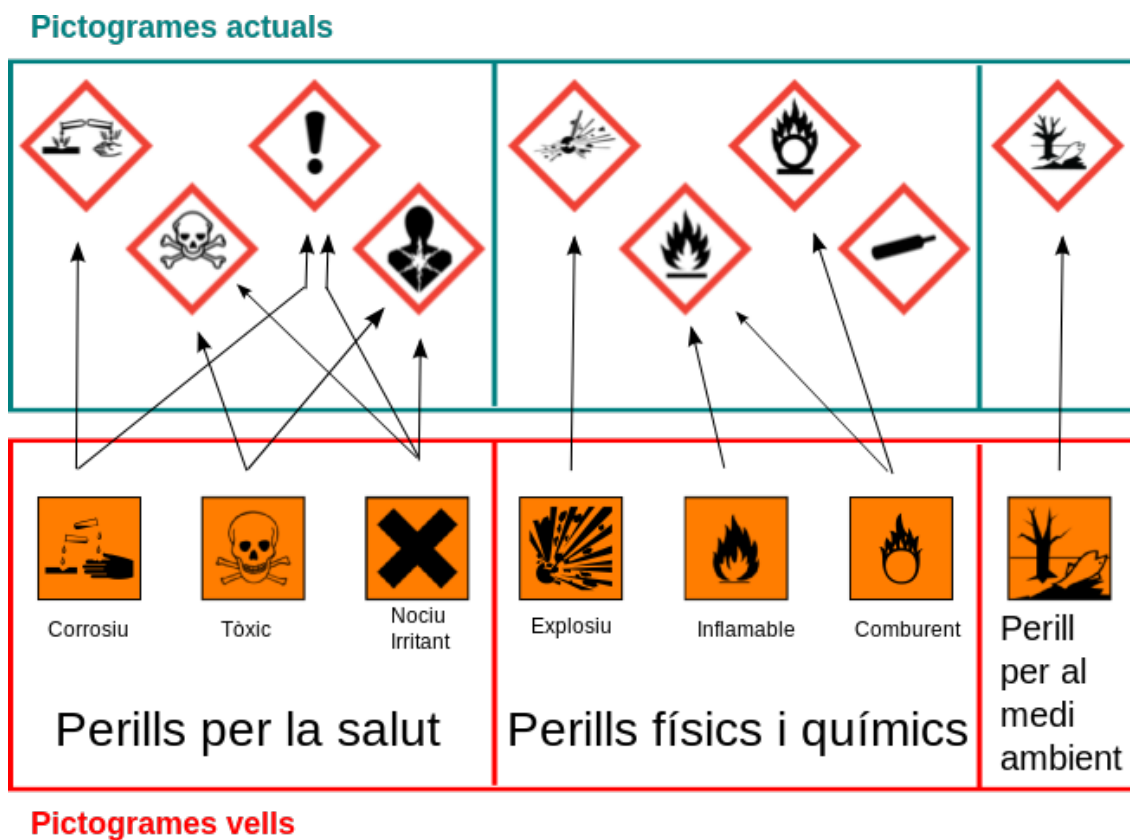 Pictogrames actuals
Corrosiu
Tòxic
Nociu
Irritant
Explosiu
Inflamable
Comburent
Perills per la salut
Perills físics i químics
Perill
per al
medi
ambient
Pictogrames vells